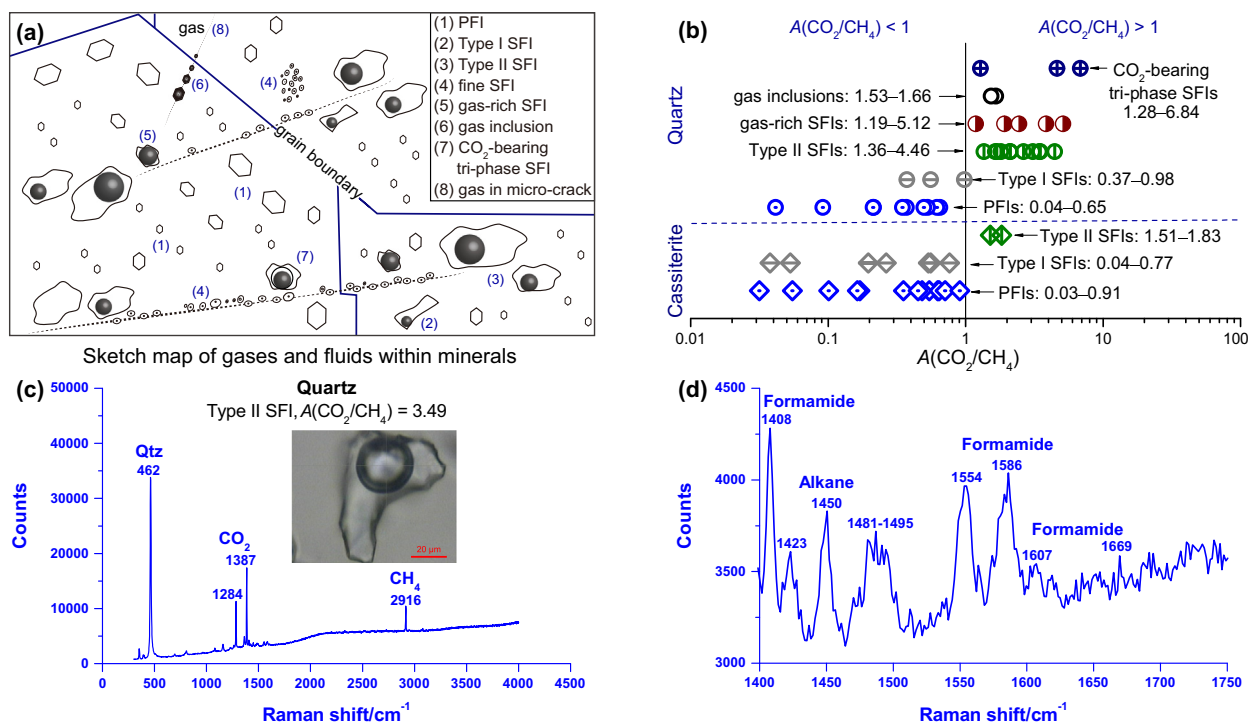 (a)
gas
(8)
(6)
(4)
(5)
grain boundary
(1)
(1)
(7)
(4)
(3)
(2)
(1) PFI
(2) Type I SFI
(3) Type II SFI
(4) fine SFI
(5) gas-rich SFI
(6) gas inclusion
(7) CO₂-bearing
tri-phase SFI
(8) gas in micro-crack
Sketch map of gases and fluids within minerals
(b)
A(CO₂/CH₄) < 1
A(CO₂/CH₄) > 1
Quartz
Cassiterite
CO₂-bearing
tri-phase SFIs
1.28–6.84
gas inclusions: 1.53–1.66
gas-rich SFIs: 1.19–5.12
Type II SFIs: 1.36–4.46
Type I SFIs: 0.37–0.98
PFIs: 0.04–0.65
Type II SFIs: 1.51–1.83
Type I SFIs: 0.04–0.77
PFIs: 0.03–0.91
0.01
0.1
1
10
100
A(CO₂/CH₄)
(c)
Quartz
Type II SFI, A(CO₂/CH₄) = 3.49
Counts
50000
45000
40000
35000
30000
25000
20000
15000
10000
5000
0
Qtz
462
CO₂
1387
1284
CH₄
2916
20 μm
0
500
1000
1500
2000
2500
3000
3500
4000
4500
Raman shift/cm⁻¹
(d)
Counts
4500
4000
3500
3000
Formamide
1408
1423
Alkane
1450
1481-1495
1554
Formamide
1586
Formamide
1607
1669
1400
1450
1500
1550
1600
1650
1700
1750
Raman shift/cm⁻¹